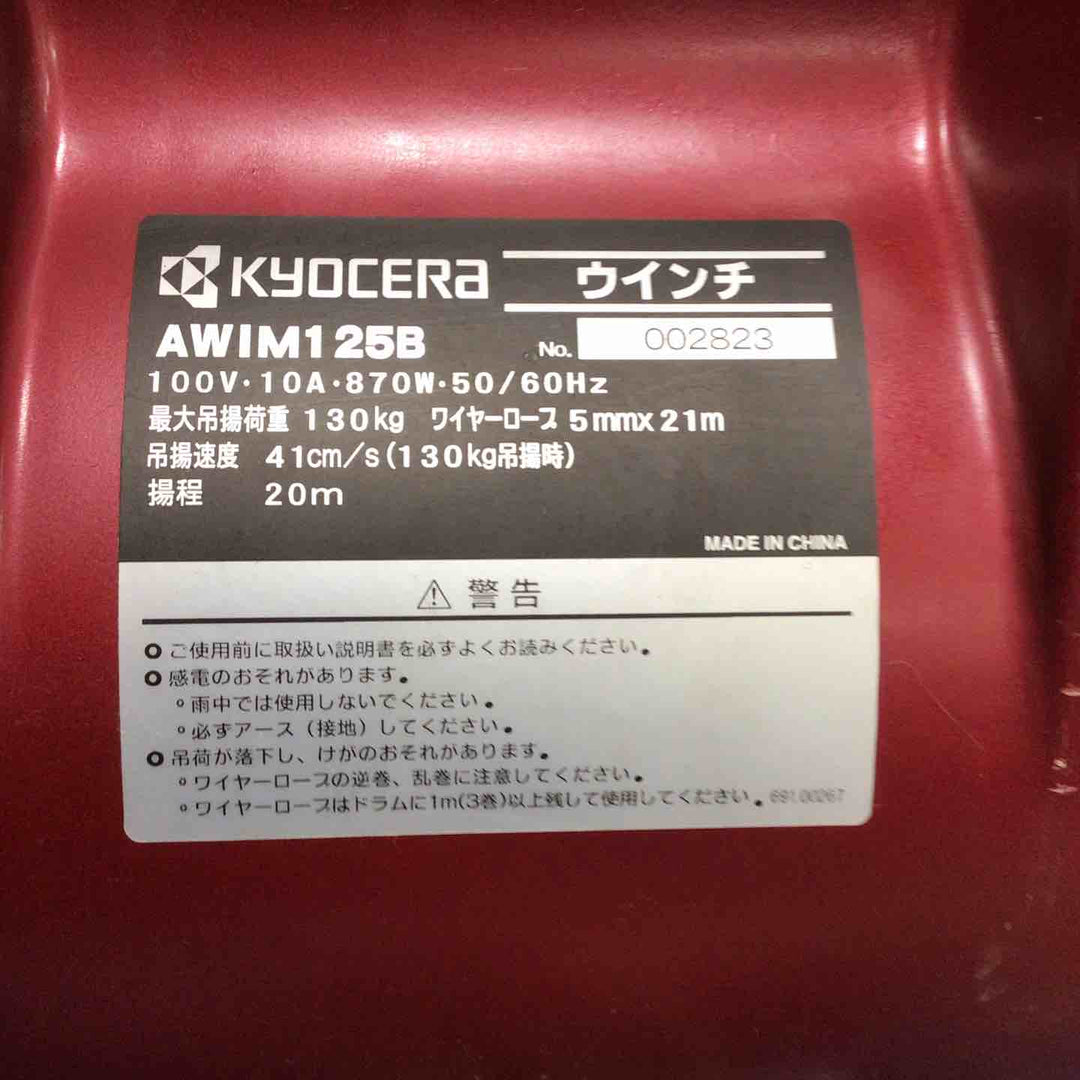 KYOCERA ウインチ
AWIM125B No. 002823
100V・10A・870W・50/60Hz
最大吊揚荷重 130kg ワイヤーロープ 5mmx21m
吊揚速度 41cm/s(130kg吊揚時)
揚程 20m
MADE IN CHINA
⚠ 警告
ご使用前に取扱い説明書を必ずよくお読みください。
感電のおそれがあります。
雨中では使用しないでください。
必ずアース（接地）してください。
吊荷が落下し、けがのおそれがあります。
ワイヤーロープの逆巻、乱巻に注意してください。
ワイヤーロープはドラムに1m(3巻)以上残して使用してください。